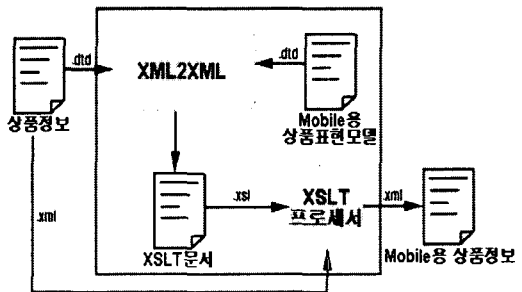 .dtd
XML2XML
.dtd
상품정보
Mobile용
상품표현모델
.xml
.xsl
XSLT
프로세서
.xml
XSLT문서
Mobile용 상품정보